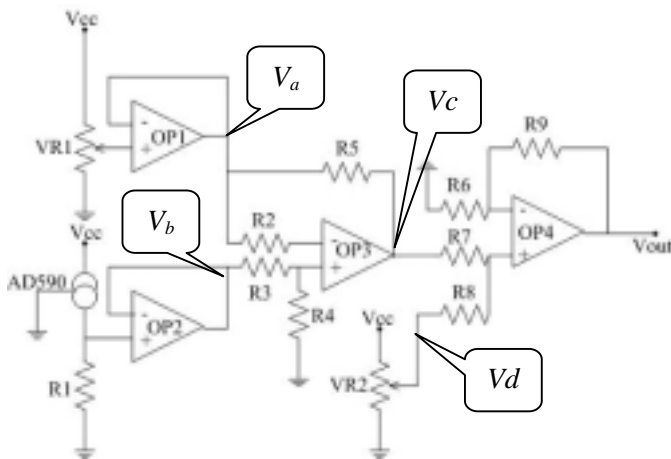 Vcc
Va
Vc
VR1
OP1
R5
R9
R6
Vb
Vcc
R2
OP3
R7
OP4
Vout
AD590
R3
R8
OP2
R4
Vcc
R1
VR2
Vd